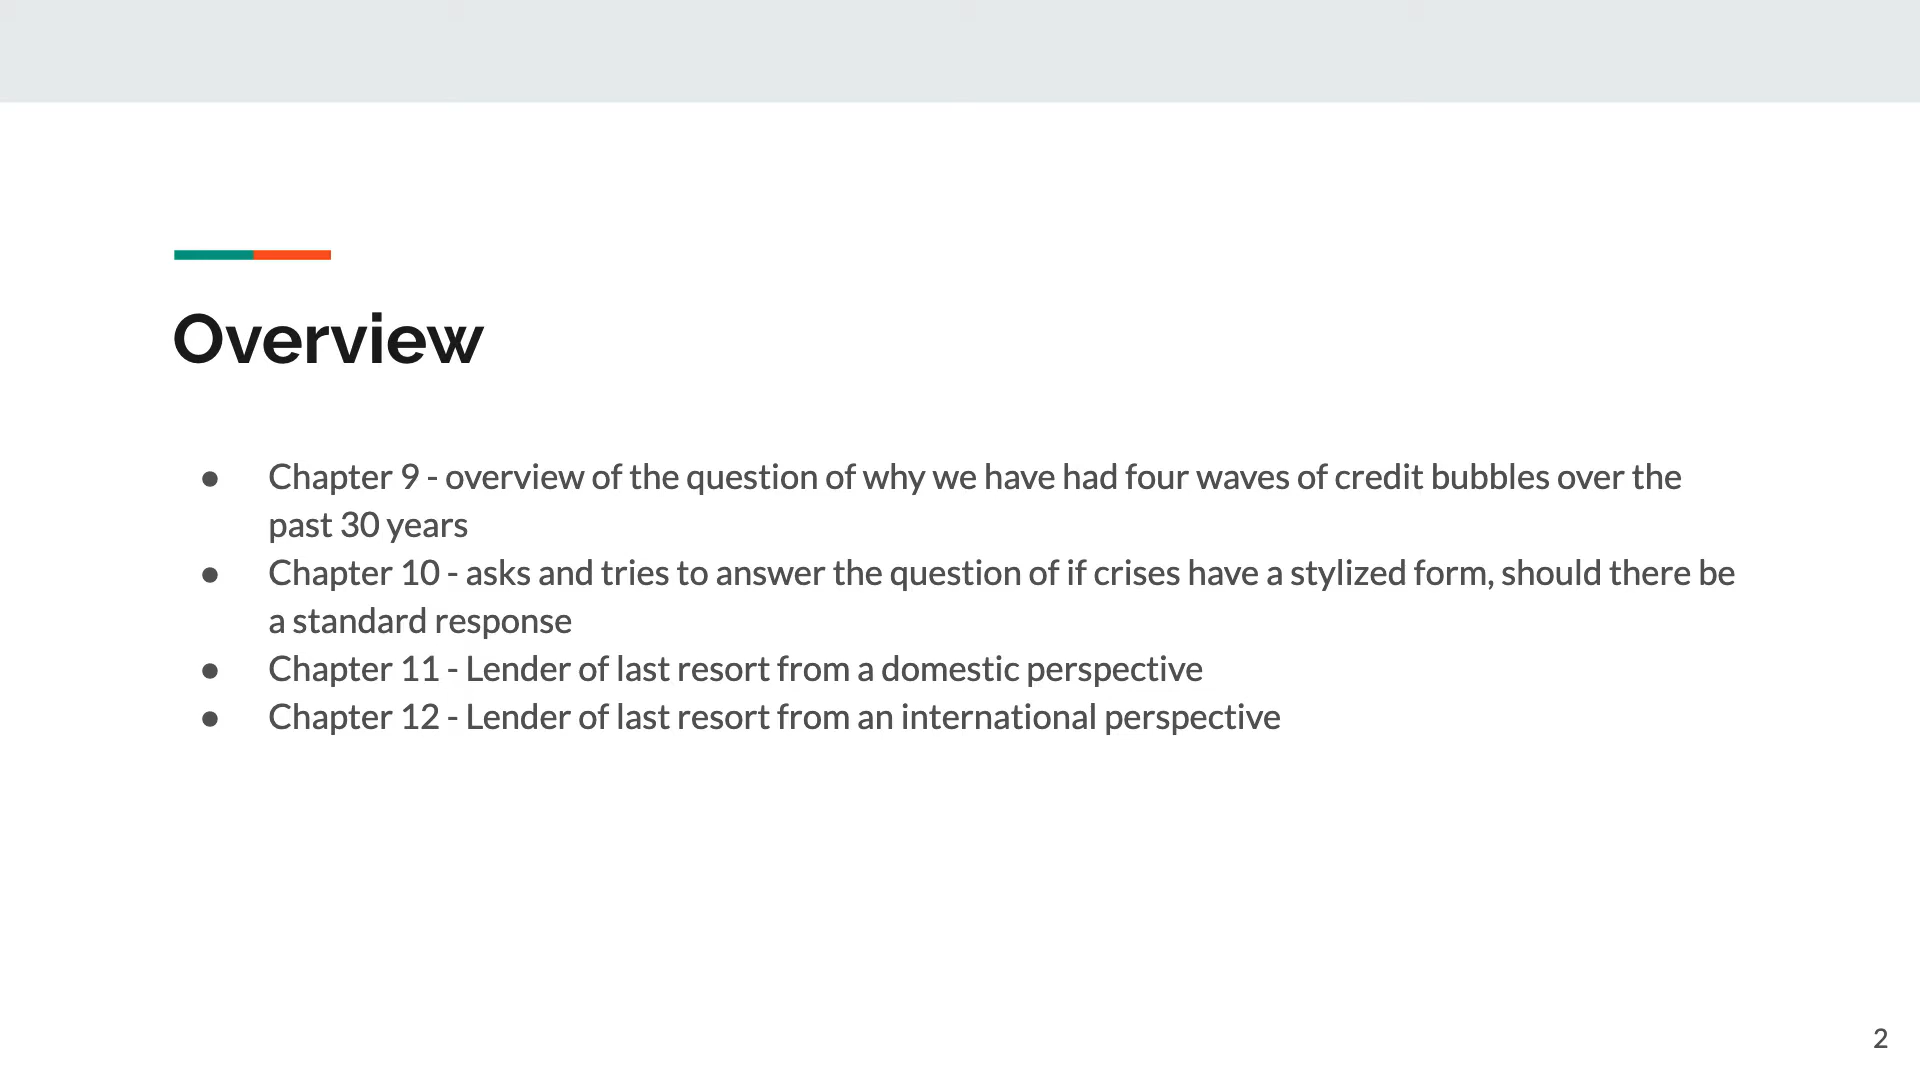 Overview
● Chapter 9 - overview of the question of why we have had four waves of credit bubbles over the
past 30 years
● Chapter 10 - asks and tries to answer the question of if crises have a stylized form, should there be
a standard response
● Chapter 11 - Lender of last resort from a domestic perspective
● Chapter 12 - Lender of last resort from an international perspective
2